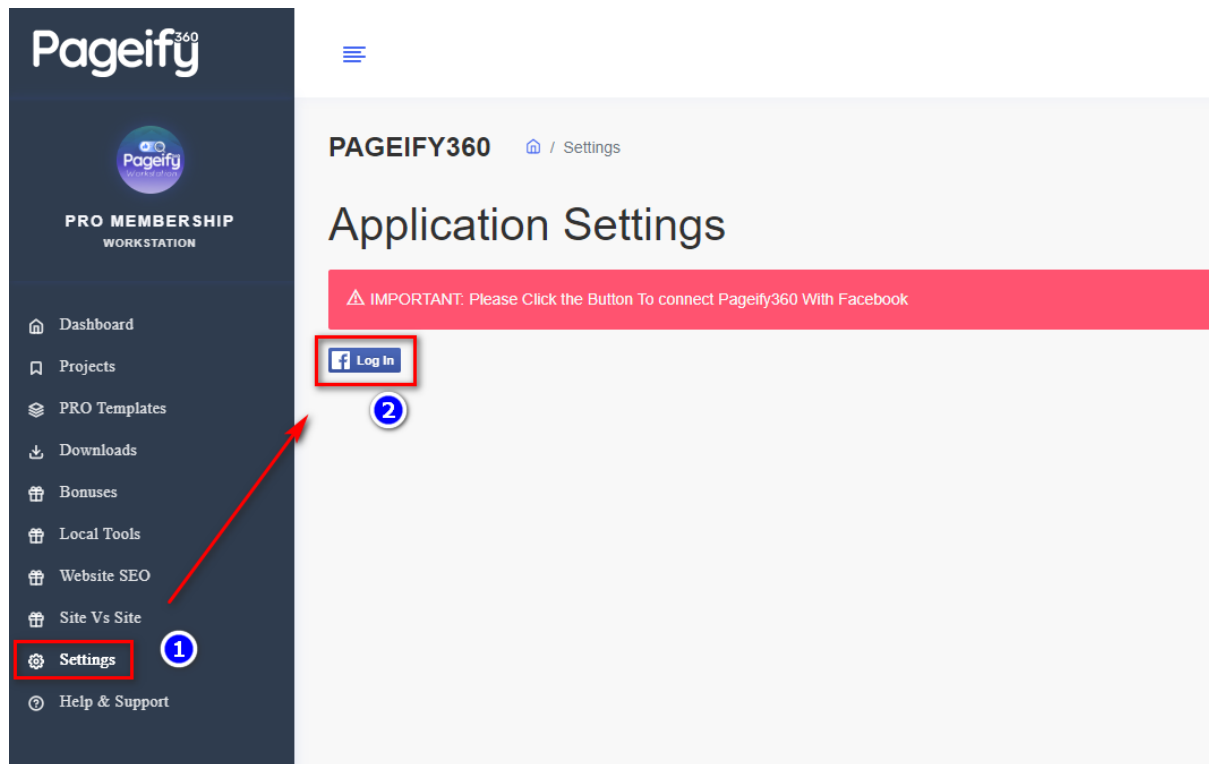 Pageify360
Pageify
Workstation
PRO MEMBERSHIP
WORKSTATION
Dashboard
Projects
PRO Templates
Downloads
Bonuses
Local Tools
Website SEO
Site Vs Site
Settings
1
Help & Support
PAGEIFY360 / Settings
Application Settings
IMPORTANT: Please Click the Button To connect Pageify360 With Facebook
f Log In
2